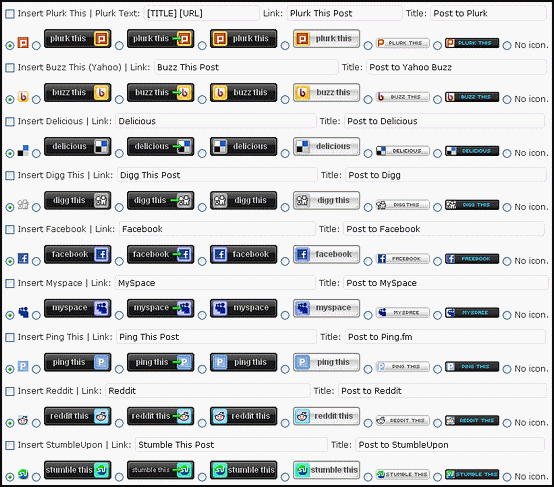 Insert Plurk This | Plurk Text: [TITLE] [URL] Link: Plurk This Post Title: Post to Plurk
plurk this plurk this plurk this plurk this PLURK THIS PLURK THIS No icon.
Insert Buzz This (Yahoo) | Link: Buzz This Post Title: Post to Yahoo Buzz
buzz this buzz this buzz this buzz this BUZZ THIS BUZZ THIS No icon.
Insert Delicious | Link: Delicious Title: Post to Delicious
delicious delicious delicious delicious DELICIOUS DELICIOUS No icon.
Insert Digg This | Link: Digg This Post Title: Post to Digg
digg this digg this digg this digg this DIGG THIS DIGG THIS No icon.
Insert Facebook | Link: Facebook Title: Post to Facebook
facebook facebook facebook facebook FACEBOOK FACEBOOK No icon.
Insert Myspace | Link: MySpace Title: Post to MySpace
myspace myspace myspace myspace MYSPACE MYSPACE No icon.
Insert Ping This | Link: Ping This Post Title: Post to Ping.fm
ping this ping this ping this ping this PING THIS PING THIS No icon.
Insert Reddit | Link: Reddit Title: Post to Reddit
reddit this reddit this reddit this reddit this REDDIT THIS REDDIT THIS No icon.
Insert StumbleUpon | Link: Stumble This Post Title: Post to StumbleUpon
stumble this stumble this stumble this stumble this STUMBLE THIS STUMBLE THIS No icon.